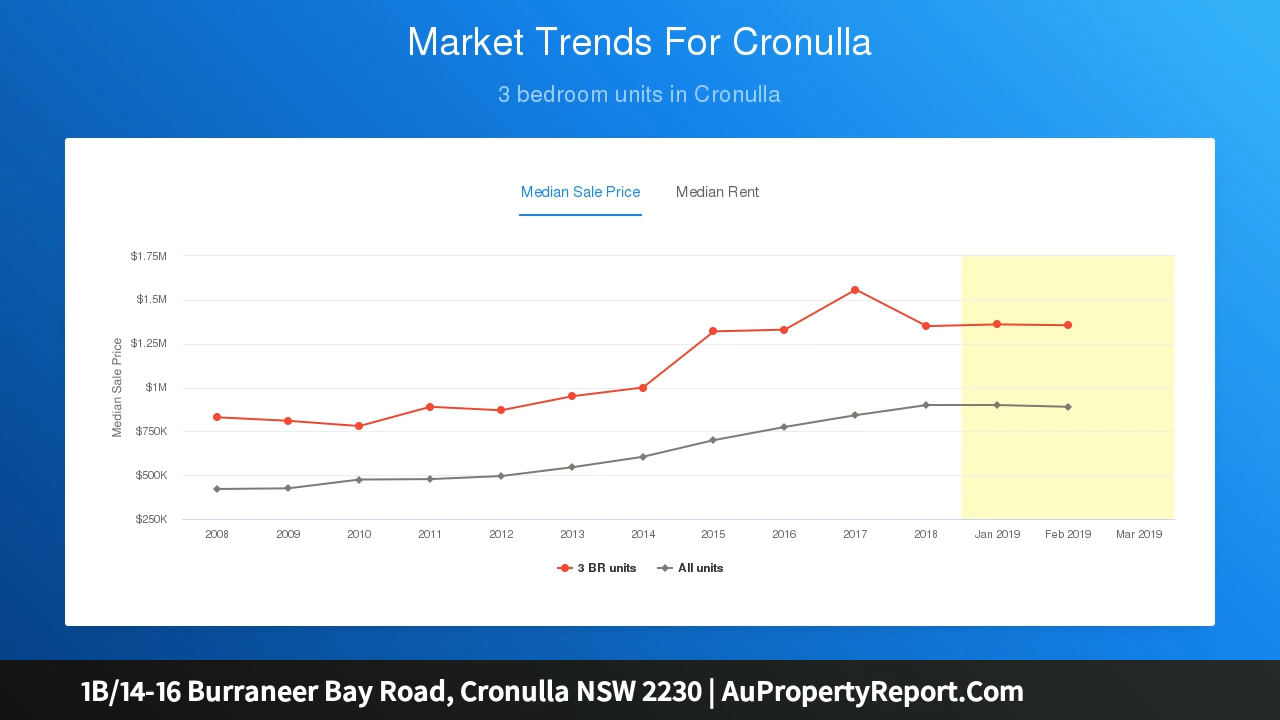 Market Trends For Cronulla
3 bedroom units in Cronulla
Median Sale Price Median Rent
Median Sale Price
$1.75M
$1.5M
$1.25M
$1M
$750K
$500K
$250K
2008 2009 2010 2011 2012 2013 2014 2015 2016 2017 2018 Jan 2019 Feb 2019 Mar 2019
3 BR units All units
1B/14-16 Burraneer Bay Road, Cronulla NSW 2230 | AuPropertyReport.Com